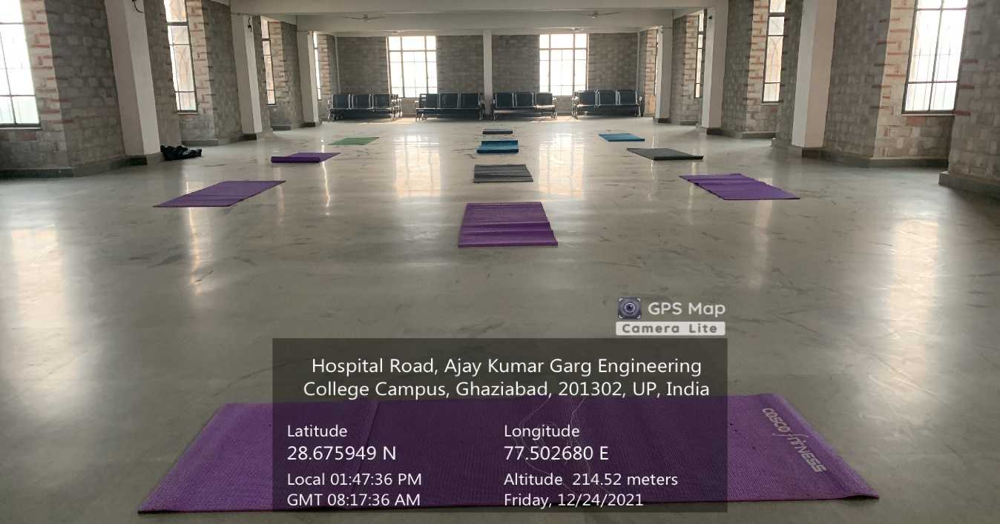 GPS Map
Camera Lite
Hospital Road, Ajay Kumar Garg Engineering
College Campus, Ghaziabad, 201302, UP, India
Latitude
28.675949 N
Longitude
77.502680 E
Local 01:47:36 PM
GMT 08:17:36 AM
Altitude 214.52 meters
Friday, 12/24/2021
COSCO FITNESS